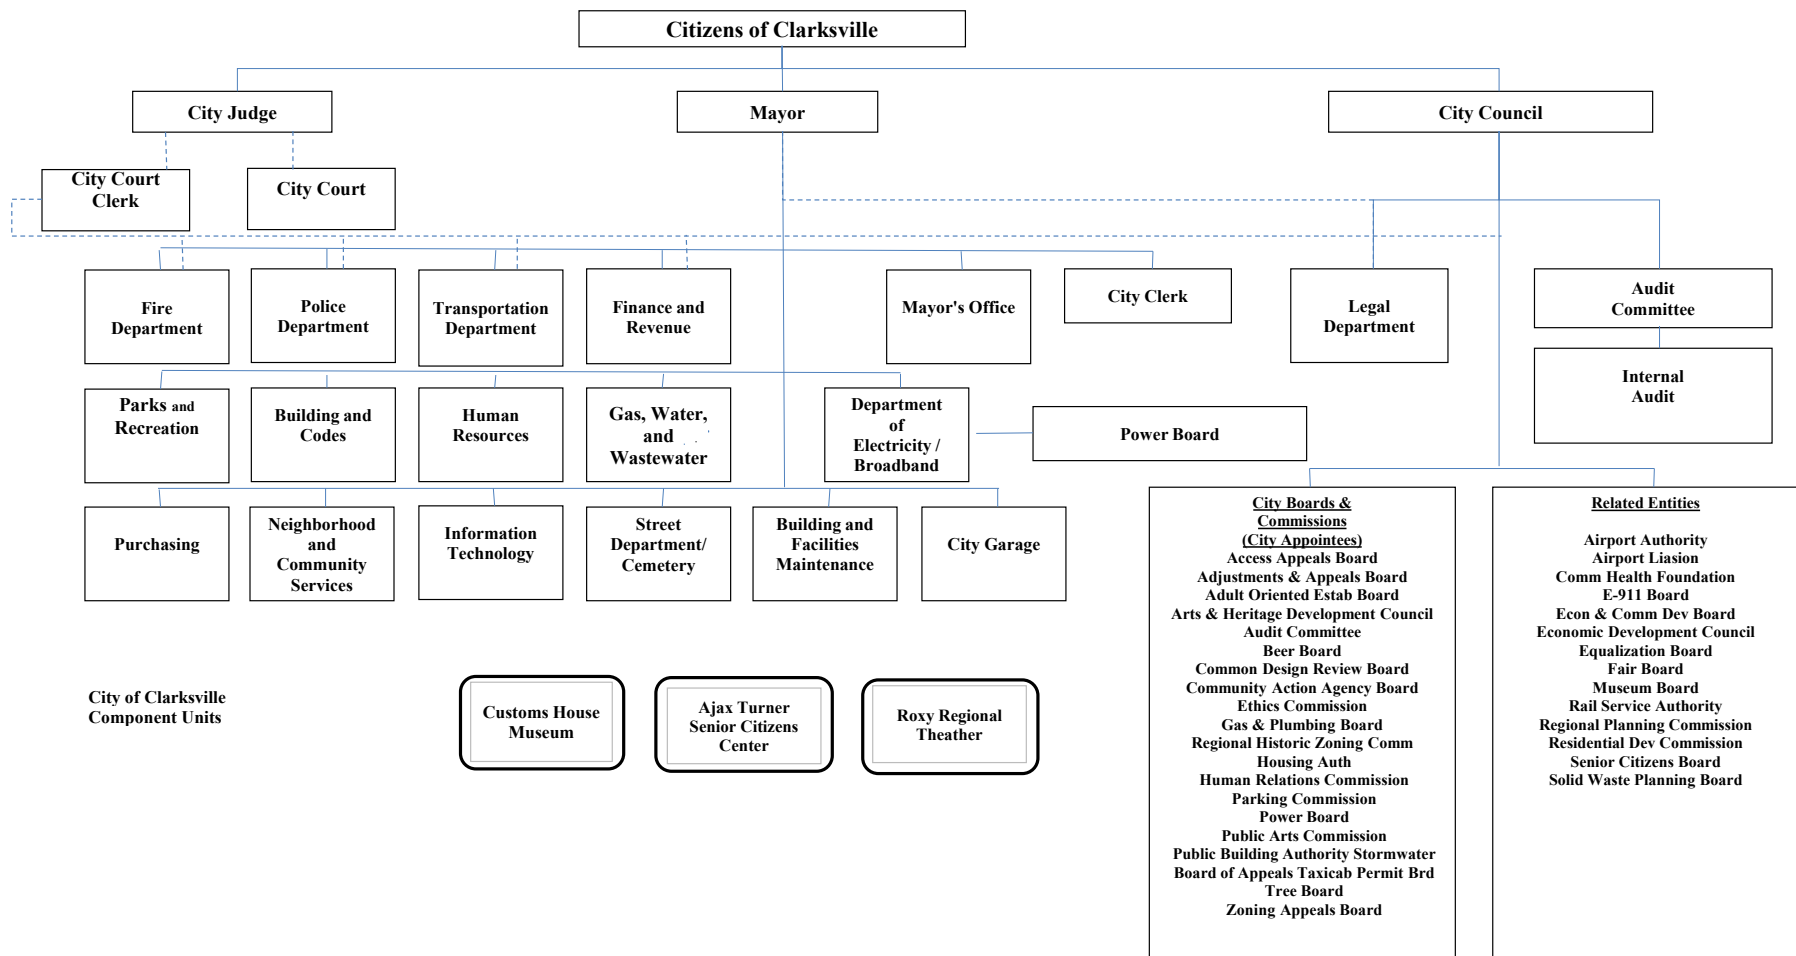 Citizens of Clarksville
City Judge
Mayor
City Council
City Court
Clerk
City Court
Fire
Department
Police
Department
Transportation
Department
Finance and
Revenue
Mayor's Office
City Clerk
Legal
Department
Audit
Committee
Internal
Audit
Parks and
Recreation
Building and
Codes
Human
Resources
Gas, Water,
and
Wastewater
Department
of
Electricity /
Broadband
Power Board
Purchasing
Neighborhood
and
Community
Services
Information
Technology
Street
Department/
Cemetery
Building and
Facilities
Maintenance
City Garage
City Boards &
Commissions
(City Appointees)
Access Appeals Board
Adjustments & Appeals Board
Adult Oriented Estab Board
Arts & Heritage Development Council
Audit Committee
Beer Board
Common Design Review Board
Community Action Agency Board
Ethics Commission
Gas & Plumbing Board
Regional Historic Zoning Comm
Housing Auth
Human Relations Commission
Parking Commission
Power Board
Public Arts Commission
Public Building Authority Stormwater
Board of Appeals Taxicab Permit Brd
Tree Board
Zoning Appeals Board
Related Entities
Airport Authority
Airport Liasion
Comm Health Foundation
E-911 Board
Econ & Comm Dev Board
Economic Development Council
Equalization Board
Fair Board
Museum Board
Rail Service Authority
Regional Planning Commission
Residential Dev Commission
Senior Citizens Board
Solid Waste Planning Board
City of Clarksville
Component Units
Customs House
Museum
Ajax Turner
Senior Citizens
Center
Roxy Regional
Theather